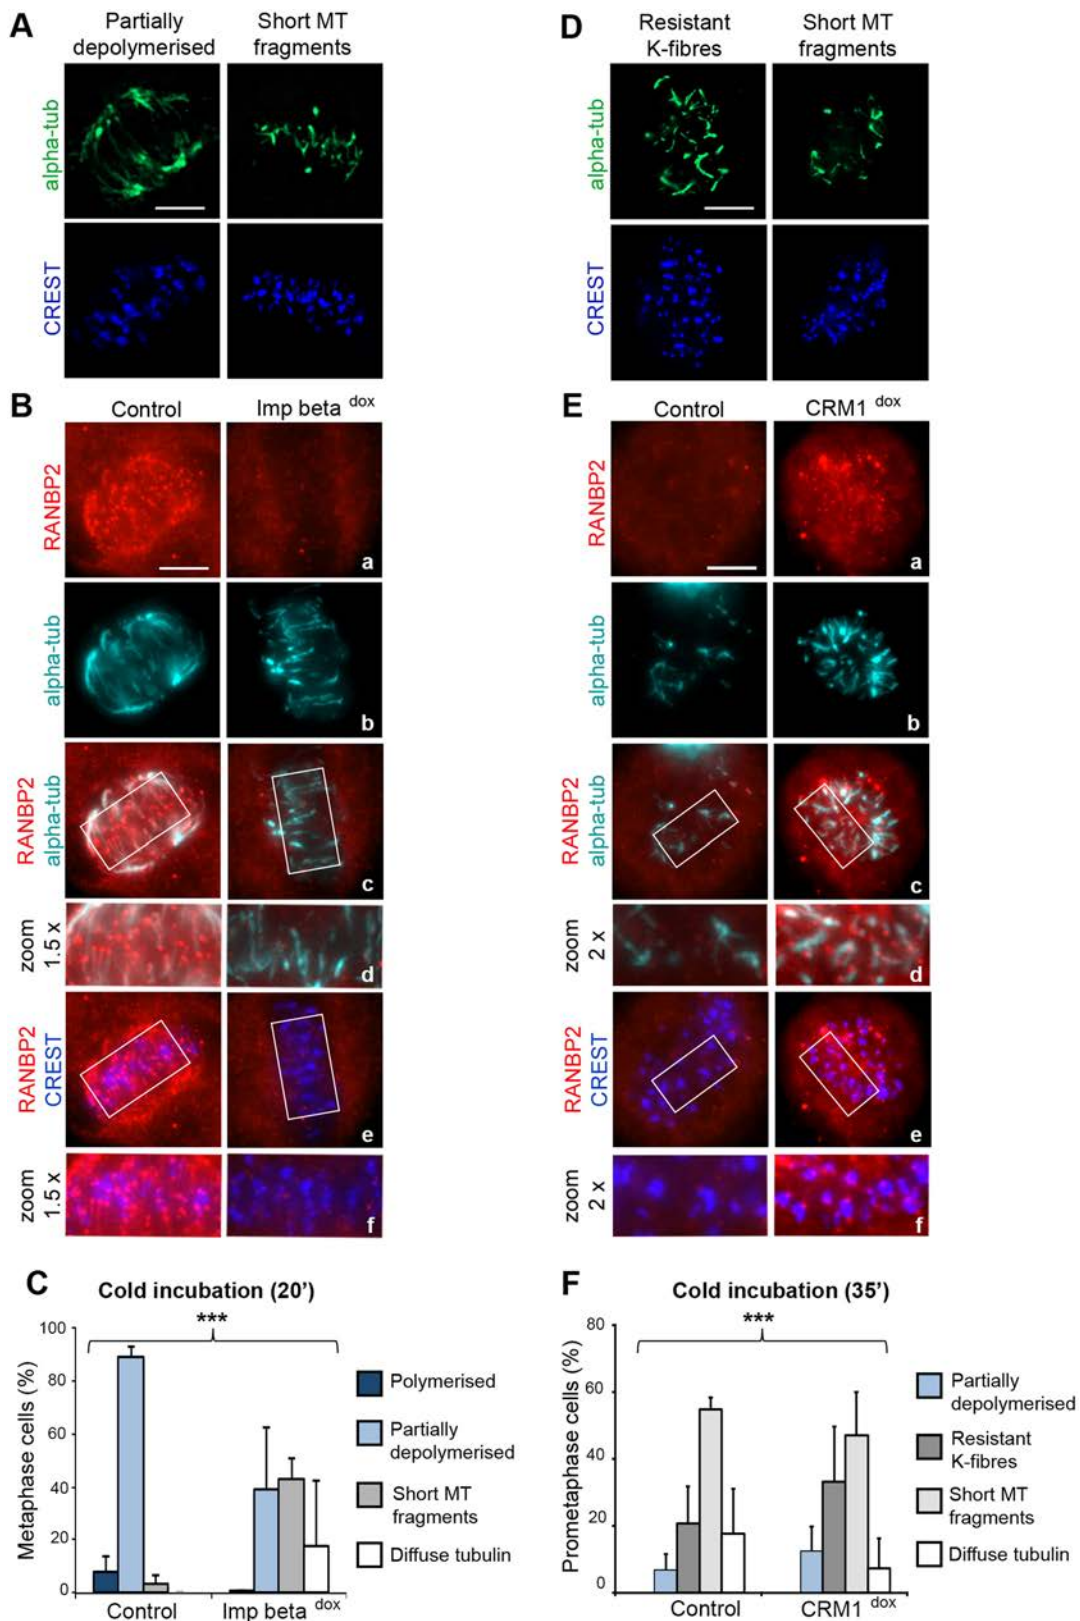 A
Partially
depolymerised
Short MT
fragments
alpha-tub
CREST
B
Control
Imp beta dox
RANBP2
a
alpha-tub
b
RANBP2
alpha-tub
c
zoom
1.5 x
d
RANBP2
CREST
e
zoom
1.5 x
f
C
Cold incubation (20')
***
Metaphase cells (%)
100
80
60
40
20
0
Control
Imp beta dox
Polymerised
Partially
depolymerised
Short MT
fragments
Diffuse tubulin
D
Resistant
K-fibres
Short MT
fragments
alpha-tub
CREST
E
Control
CRM1 dox
RANBP2
a
alpha-tub
b
RANBP2
alpha-tub
c
zoom
2 x
d
RANBP2
CREST
e
zoom
2 x
f
F
Cold incubation (35')
***
Prometaphase cells (%)
80
60
40
20
0
Control
CRM1 dox
Partially
depolymerised
Resistant
K-fibres
Short MT
fragments
Diffuse tubulin